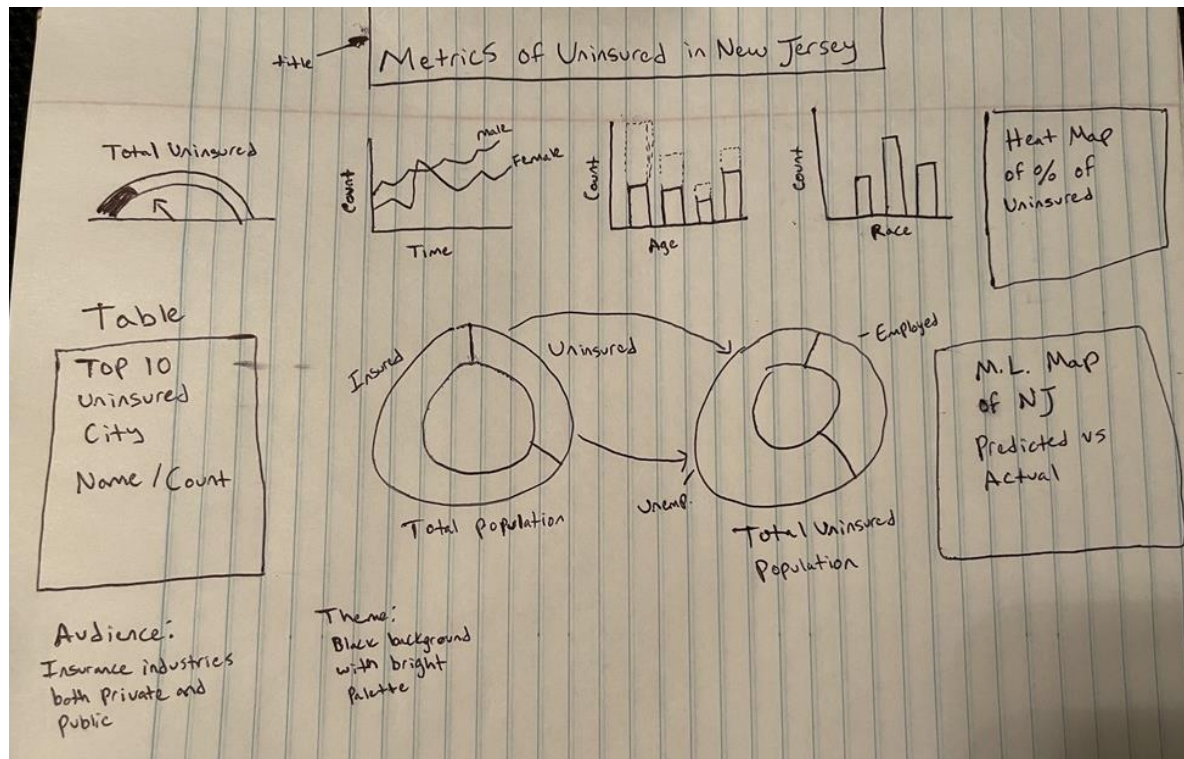 title
Metrics of Uninsured in New Jersey
Total Uninsured
Count
male
Female
Time
Count
Age
Count
Race
Heat Map
of % of
Uninsured
Table
Top 10
Uninsured
City
Name / Count
Insured
Uninsured
Total Population
Employed
Unemp.
Total Uninsured
Population
M.L. Map
of NJ
Predicted vs
Actual
Audience:
Insurance industries
both Private and
Public
Theme:
Black background
with bright
Palette